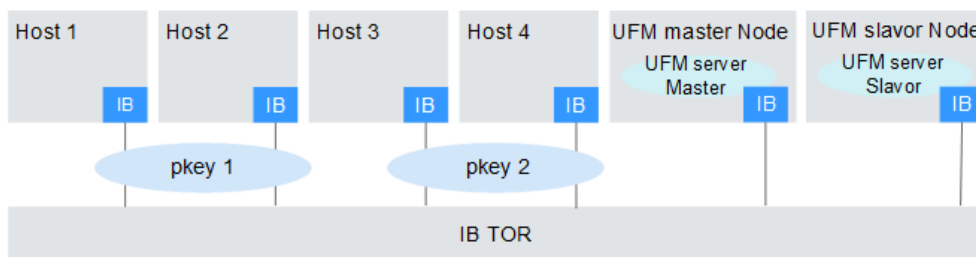 Host 1
Host 2
Host 3
Host 4
UFM master Node
UFM slavor Node
UFM server
Master
UFM server
Slavor
IB
IB
IB
IB
IB
IB
pkey 1
pkey 2
IB TOR